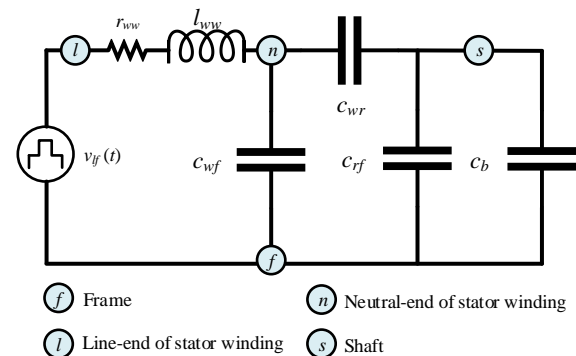 r_ww
l_ww
l
n
s
c_wr
v_lf (t)
c_wf
c_rf
c_b
f
f Frame
n Neutral-end of stator winding
l Line-end of stator winding
s Shaft